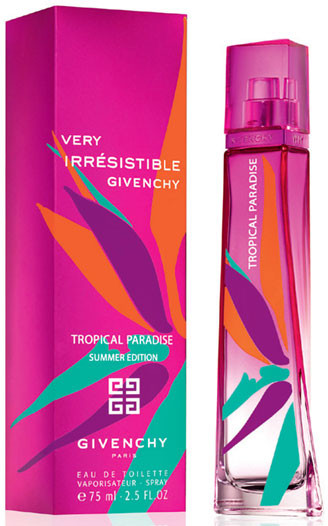 VERY
IRRÉSISTIBLE
GIVENCHY
TROPICAL PARADISE
SUMMER EDITION
GIVENCHY
PARIS
EAU DE TOILETTE
VAPORISATEUR - SPRAY
e 75 ml - 2.5 FL.OZ
TROPICAL PARADISE